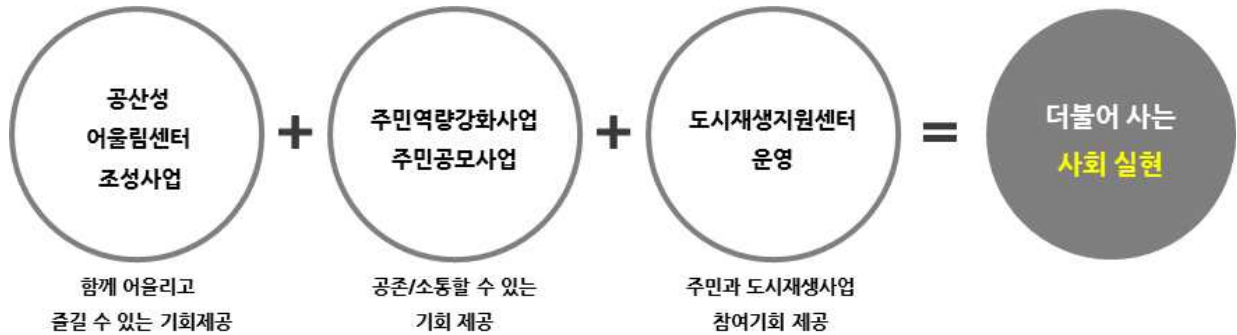 공산성
어울림센터
조성사업
+
주민역량강화사업
주민공모사업
+
도시재생지원센터
운영
=
더불어 사는
사회 실현
함께 어울리고
즐길 수 있는 기회제공
공존/소통할 수 있는
기회 제공
주민과 도시재생사업
참여기회 제공